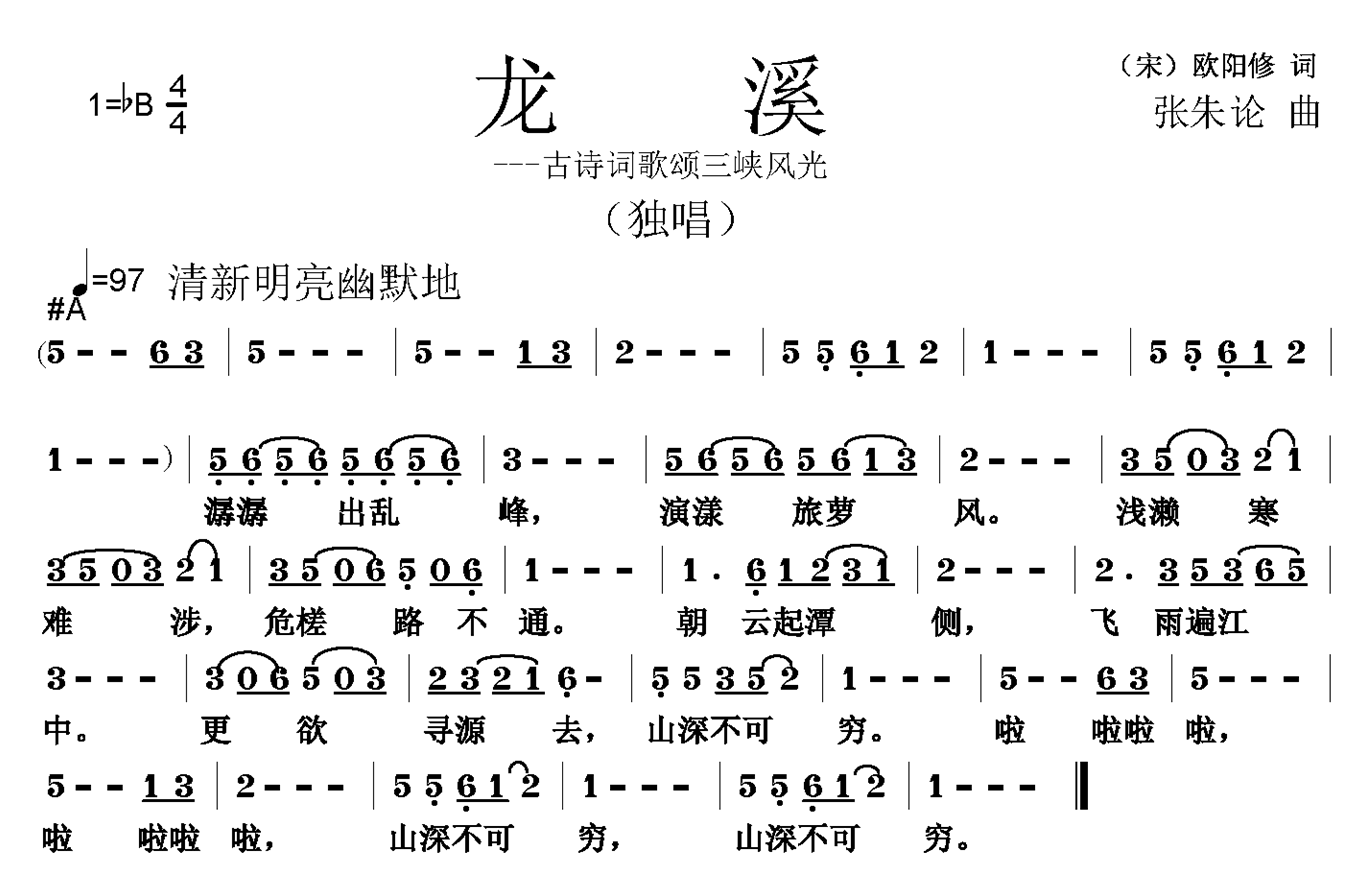 龙 溪
（宋）欧阳修 词
1=♭B 4/4
张朱论 曲
---古诗词歌颂三峡风光
（独唱）
♩=97 清新明亮幽默地
#A
(5 - - 6 3 | 5 - - - | 5 - - 1 3 | 2 - - - | 5 5̣ 6̣ 1 2 | 1 - - - | 5 5̣ 6̣ 1 2 |
1 - - -) | 5̣ 6̣ 5̣ 6̣ 5̣ 6̣ 5̣ 6̣ | 3 - - - | 5 6 5 6 5 6 1 3 | 2 - - - | 3 5 0 3 2 1 |
潺潺 出乱 峰， 演漾 旅萝 风。 浅濑 寒
3 5 0 3 2 1 | 3 5 0 6 5̣ 0 6̣ | 1 - - - | 1 . 6̣ 1 2 3 1 | 2 - - - | 2 . 3 5 3 6 5 |
难 涉， 危槎 路 不 通。 朝 云起潭 侧， 飞 雨遍江
3 - - - | 3 0 6 5 0 3 | 2 3 2 1 6̣ - | 5̣ 5 3 5 2 | 1 - - - | 5 - - 6 3 | 5 - - - |
中。 更 欲 寻源 去， 山深不可 穷。 啦 啦啦 啦，
5 - - 1 3 | 2 - - - | 5 5̣ 6̣ 1 2 | 1 - - - | 5 5̣ 6̣ 1 2 | 1 - - - ‖
啦 啦啦 啦， 山深不可 穷， 山深不可 穷。